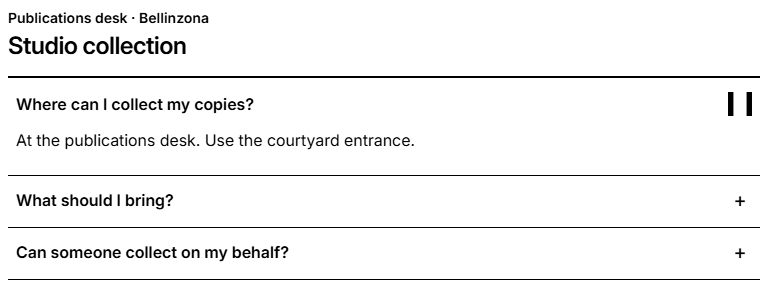 Publications desk · Bellinzona
Studio collection
Where can I collect my copies?
At the publications desk. Use the courtyard entrance.
What should I bring?
+
Can someone collect on my behalf?
+